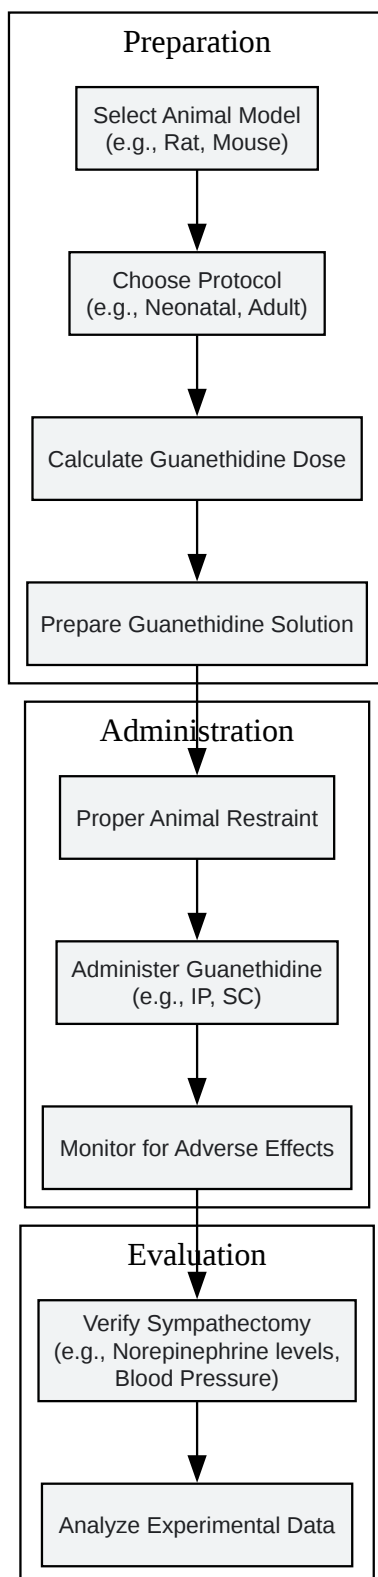 Preparation
Select Animal Model
(e.g., Rat, Mouse)
Choose Protocol
(e.g., Neonatal, Adult)
Calculate Guanethidine Dose
Prepare Guanethidine Solution
Administration
Proper Animal Restraint
Administer Guanethidine
(e.g., IP, SC)
Monitor for Adverse Effects
Evaluation
Verify Sympathectomy
(e.g., Norepinephrine levels,
Blood Pressure)
Analyze Experimental Data